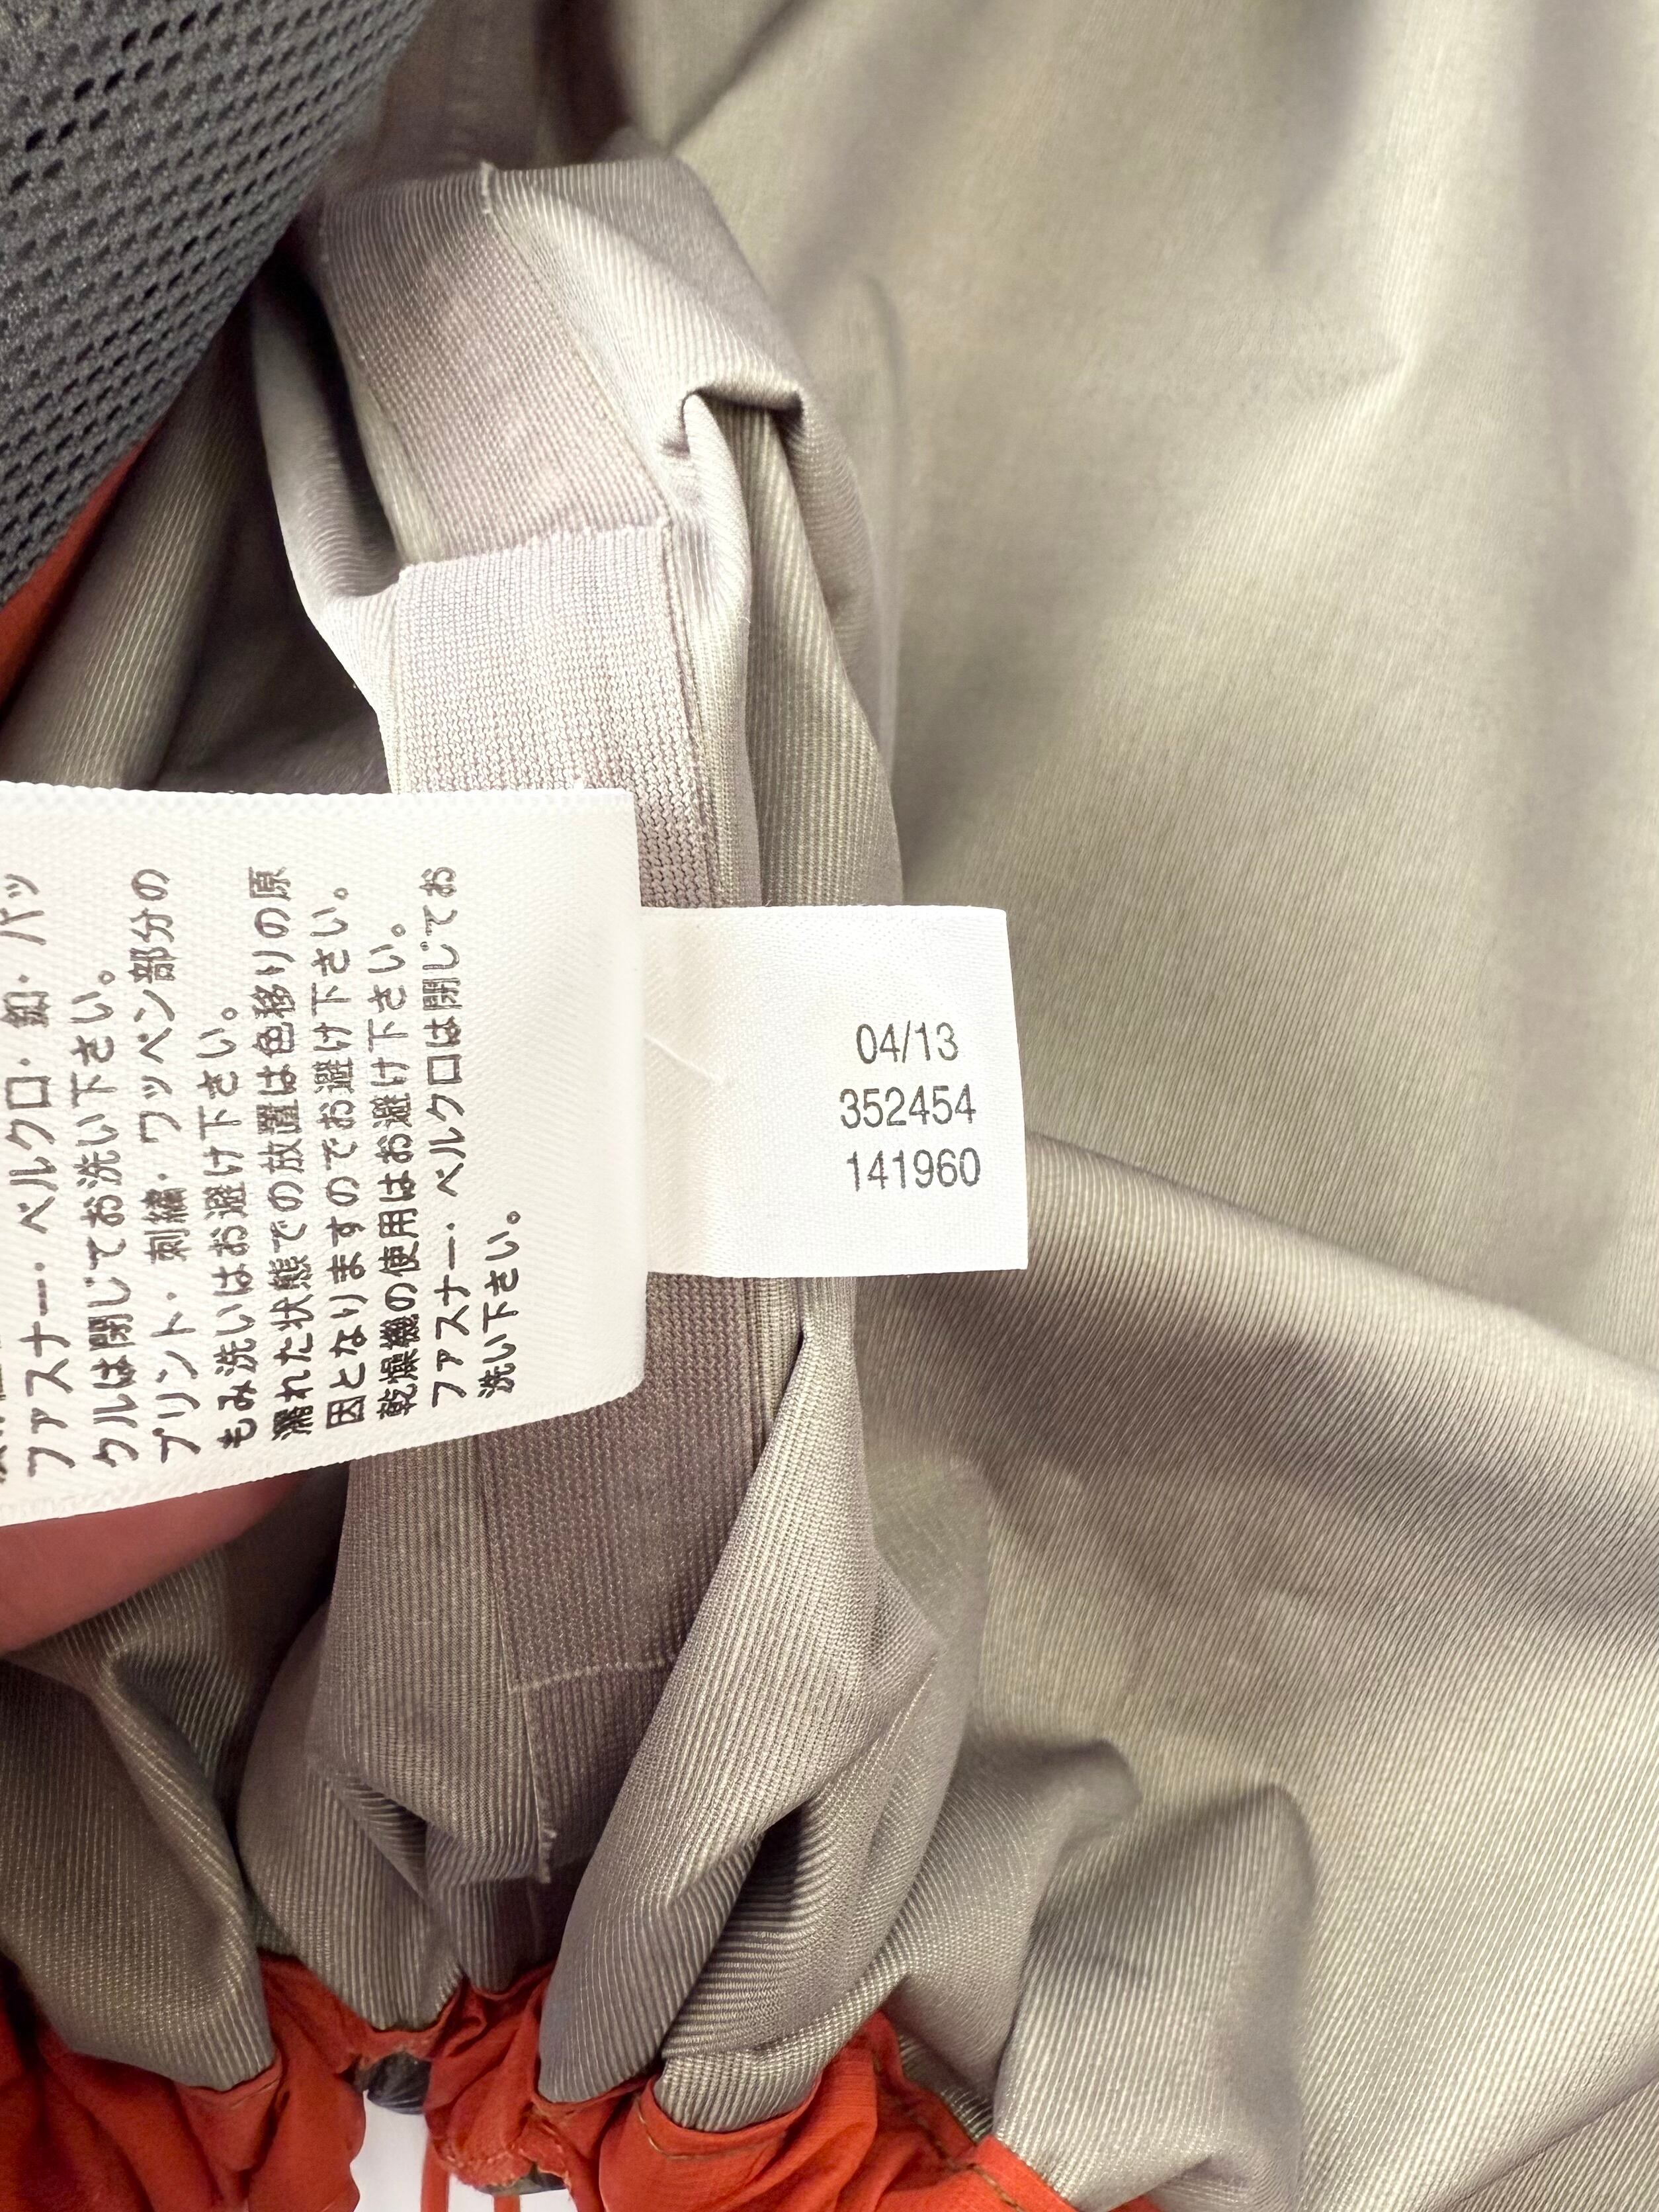 ファスナー・ベルクロ・釦・バッ
クルは閉じてお洗い下さい。
プリント・刺繍・ワッペン部分の
もみ洗いはお避け下さい。
濡れた状態での放置は色移りの原
因となりますのでお避け下さい。
乾燥機の使用はお避け下さい。
ファスナー・ベルクロは閉じてお
洗い下さい。
04/13
352454
141960